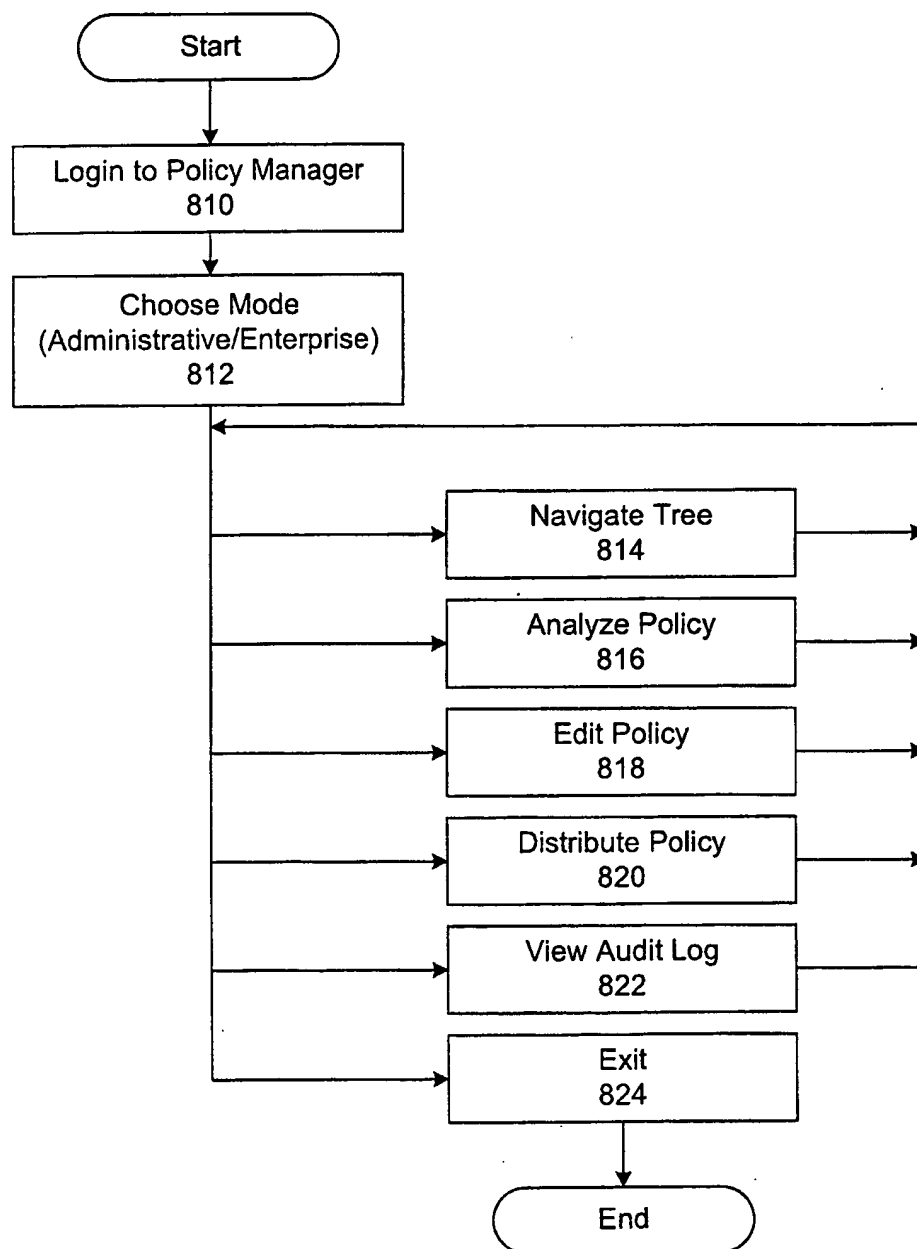 Start
Login to Policy Manager
810
Choose Mode
(Administrative/Enterprise)
812
Navigate Tree
814
Analyze Policy
816
Edit Policy
818
Distribute Policy
820
View Audit Log
822
Exit
824
End